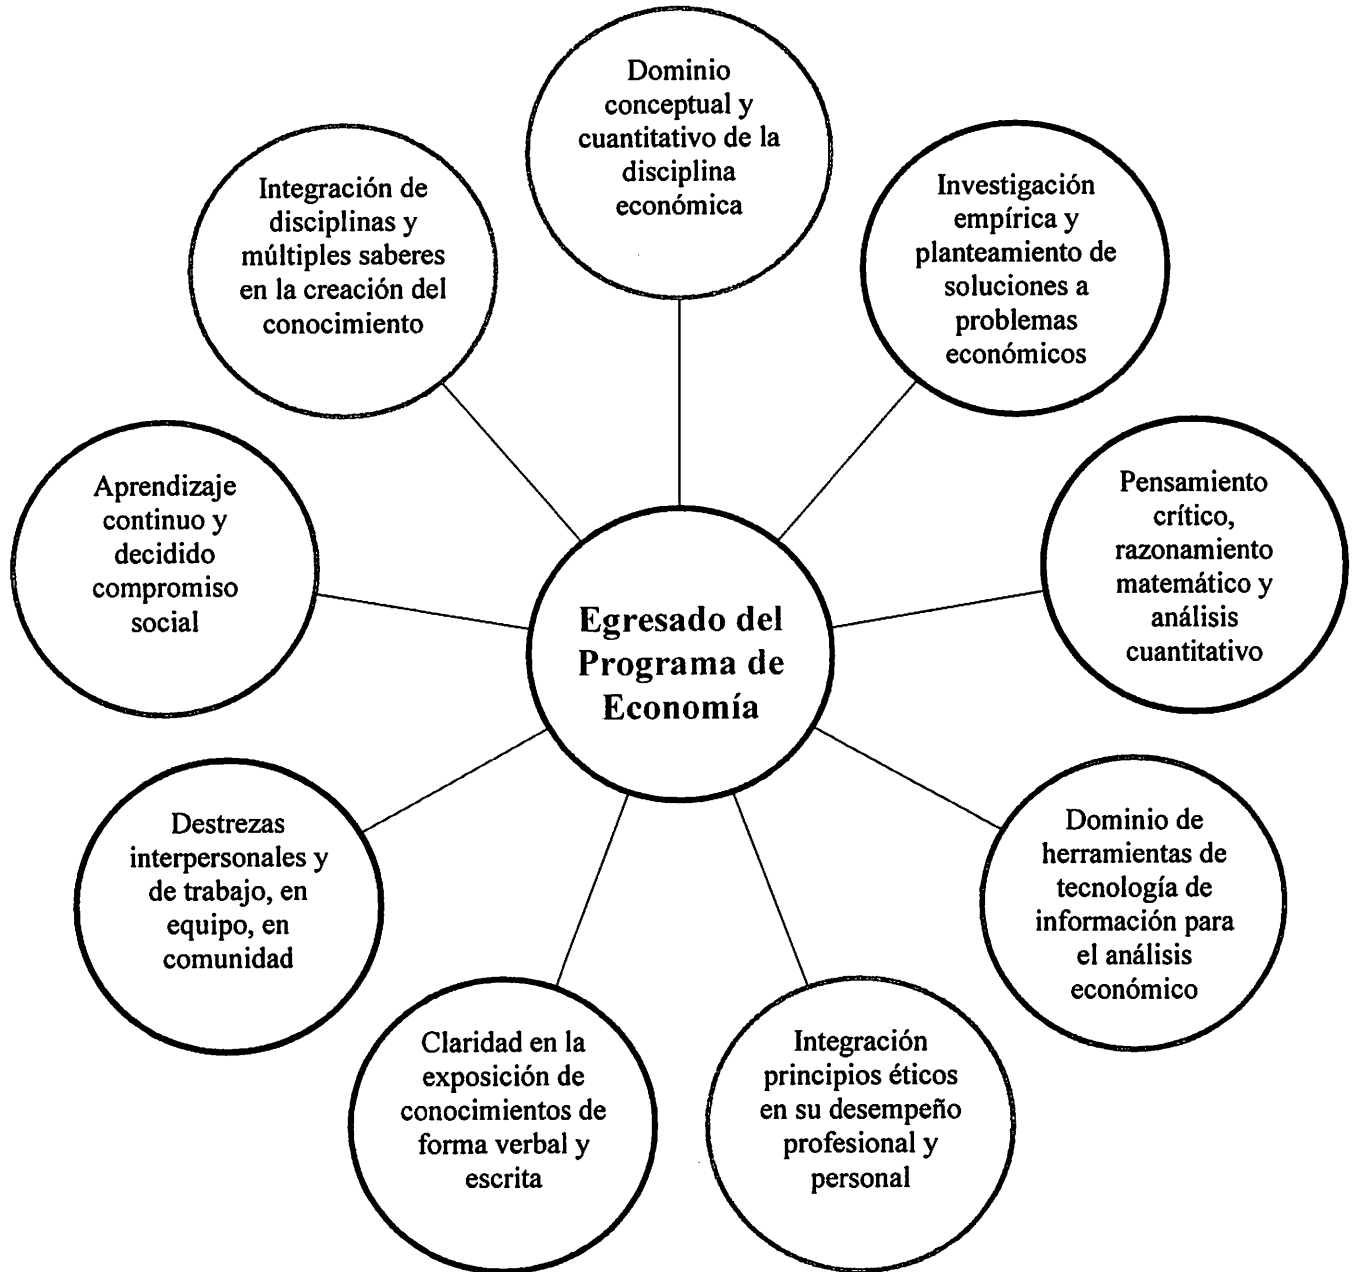 Dominio
conceptual y
cuantitativo de la
disciplina
económica
Investigación
empírica y
planteamiento de
soluciones a
problemas
económicos
Pensamiento
crítico,
razonamiento
matemático y
análisis
cuantitativo
Dominio de
herramientas de
tecnología de
información para
el análisis
económico
Integración
principios éticos
en su desempeño
profesional y
personal
Claridad en la
exposición de
conocimientos de
forma verbal y
escrita
Destrezas
interpersonales y
de trabajo, en
equipo, en
comunidad
Aprendizaje
continuo y
decidido
compromiso
social
Integración de
disciplinas y
múltiples saberes
en la creación del
conocimiento
Egresado del
Programa de
Economía